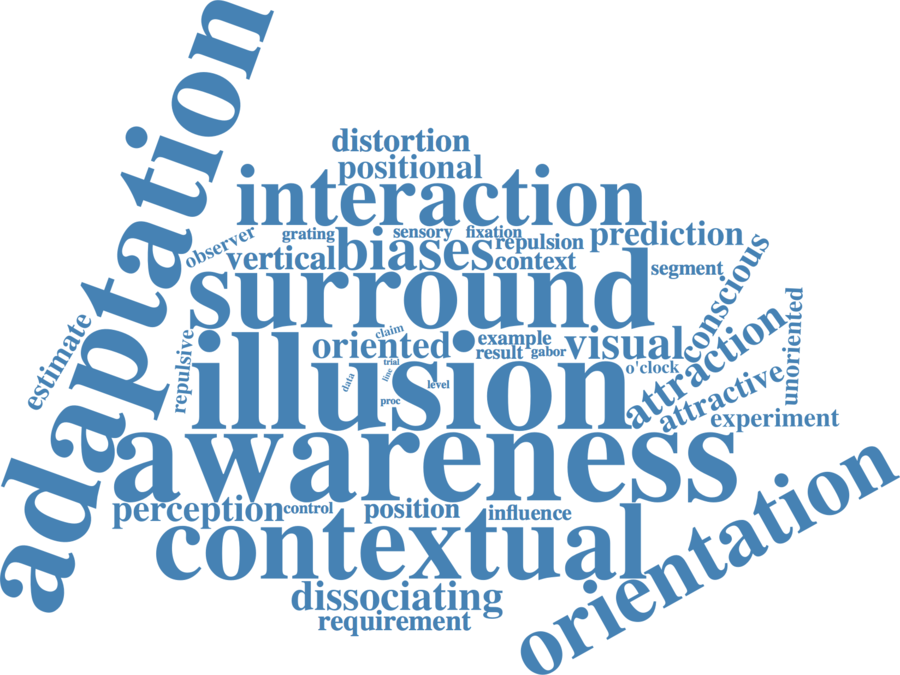 adaptation
distortion
positional
interaction
observer
grating
sensory
fixation
vertical
biases
repulsion
context
prediction
surround
segment
conscious
estimate
repulsive
illusion
oriented
claim
example
result
gabor
visual
o'clock
attraction
attractive
unoriented
experiment
data
trial
line
level
proc
awareness
perception
control
position
influence
contextual
orientation
dissociating
requirement